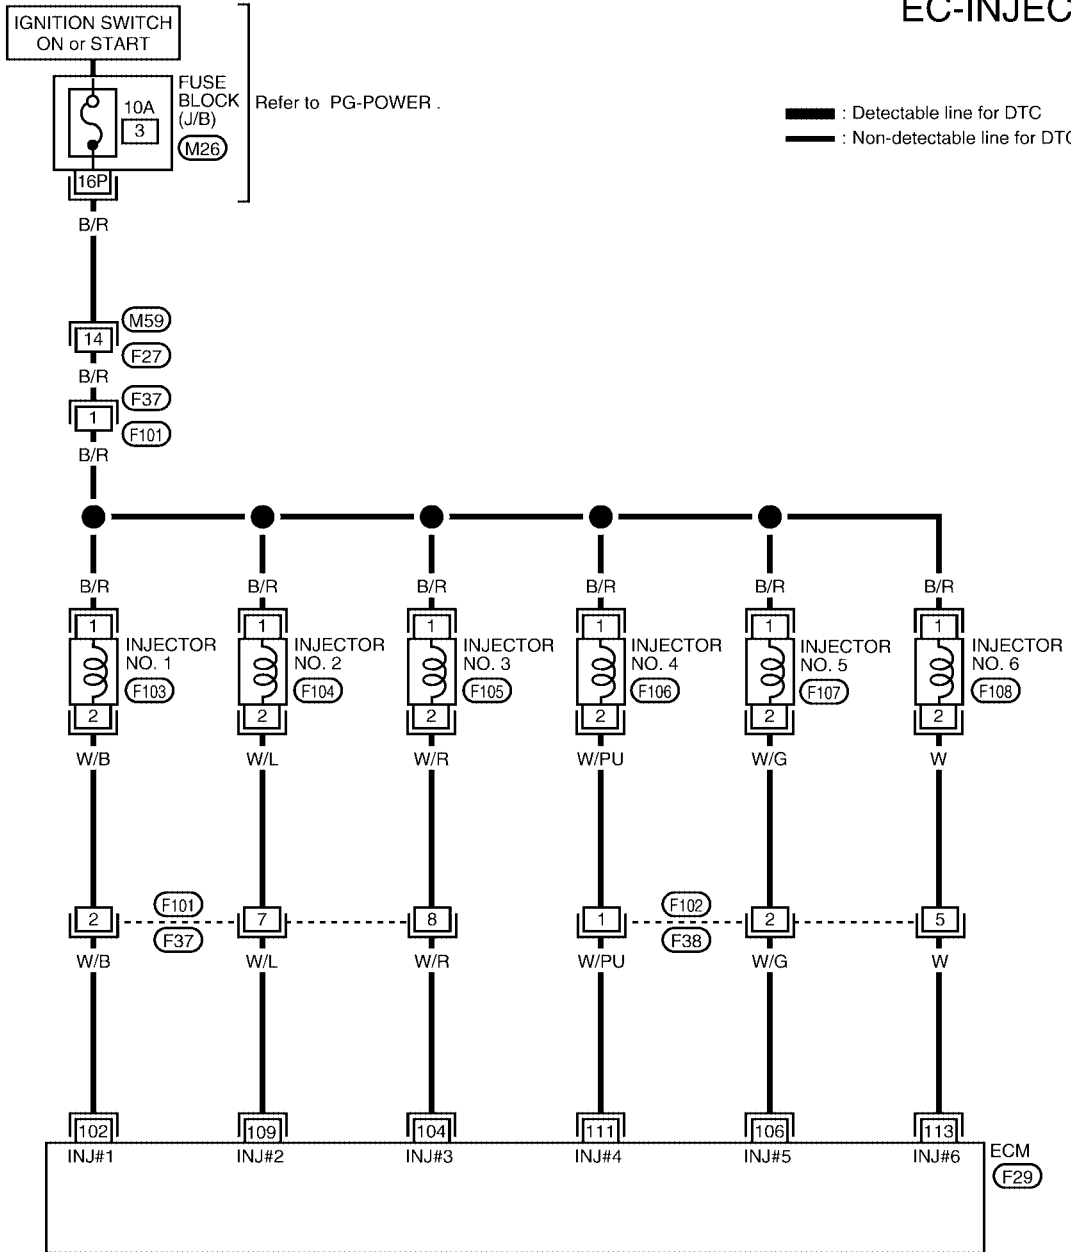 EC-INJEC
IGNITION SWITCH
ON or START
FUSE
BLOCK
(J/B)
10A
3
M26
16P
Refer to PG-POWER .
: Detectable line for DTC
: Non-detectable line for DTC
B/R
M59
14
F27
B/R
F37
1
F101
B/R
B/R B/R B/R B/R B/R B/R
1 1 1 1 1 1
INJECTOR
NO. 1
F103
INJECTOR
NO. 2
F104
INJECTOR
NO. 3
F105
INJECTOR
NO. 4
F106
INJECTOR
NO. 5
F107
INJECTOR
NO. 6
F108
2 2 2 2 2 2
W/B W/L W/R W/PU W/G W
F101 F102
2 7 8 1 2 5
F37 F38
W/B W/L W/R W/PU W/G W
102 109 104 111 106 113
INJ#1 INJ#2 INJ#3 INJ#4 INJ#5 INJ#6
ECM
F29